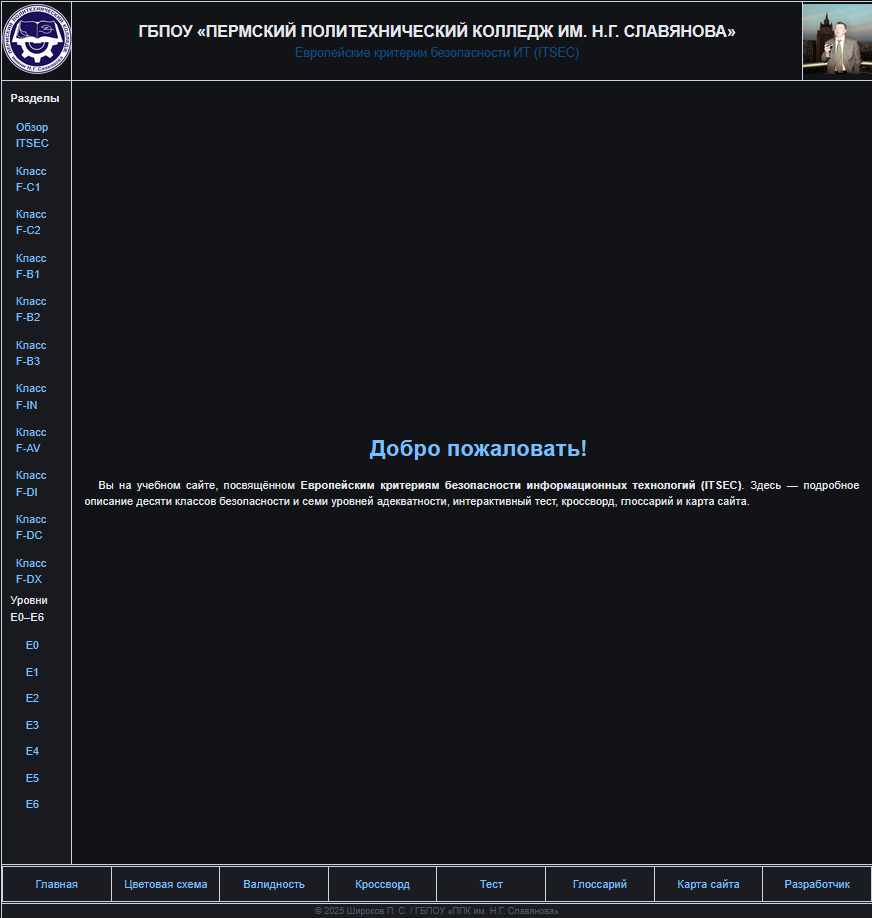 ГБПОУ «ПЕРМСКИЙ ПОЛИТЕХНИЧЕСКИЙ КОЛЛЕДЖ ИМ. Н.Г. СЛАВЯНОВА»
Европейские критерии безопасности ИТ (ITSEC)
Разделы
Обзор
ITSEC
Класс
F-C1
Класс
F-C2
Класс
F-B1
Класс
F-B2
Класс
F-B3
Класс
F-IN
Класс
F-AV
Класс
F-DI
Класс
F-DC
Класс
F-DX
Уровни
E0–E6
E0
E1
E2
E3
E4
E5
E6
Добро пожаловать!
Вы на учебном сайте, посвящённом Европейским критериям безопасности информационных технологий (ITSEC). Здесь — подробное
описание десяти классов безопасности и семи уровней адекватности, интерактивный тест, кроссворд, глоссарий и карта сайта.
Главная
Цветовая схема
Валидность
Кроссворд
Тест
Глоссарий
Карта сайта
Разработчик
© 2025 Широков П. С. / ГБПОУ «ППК им. Н.Г. Славянова»